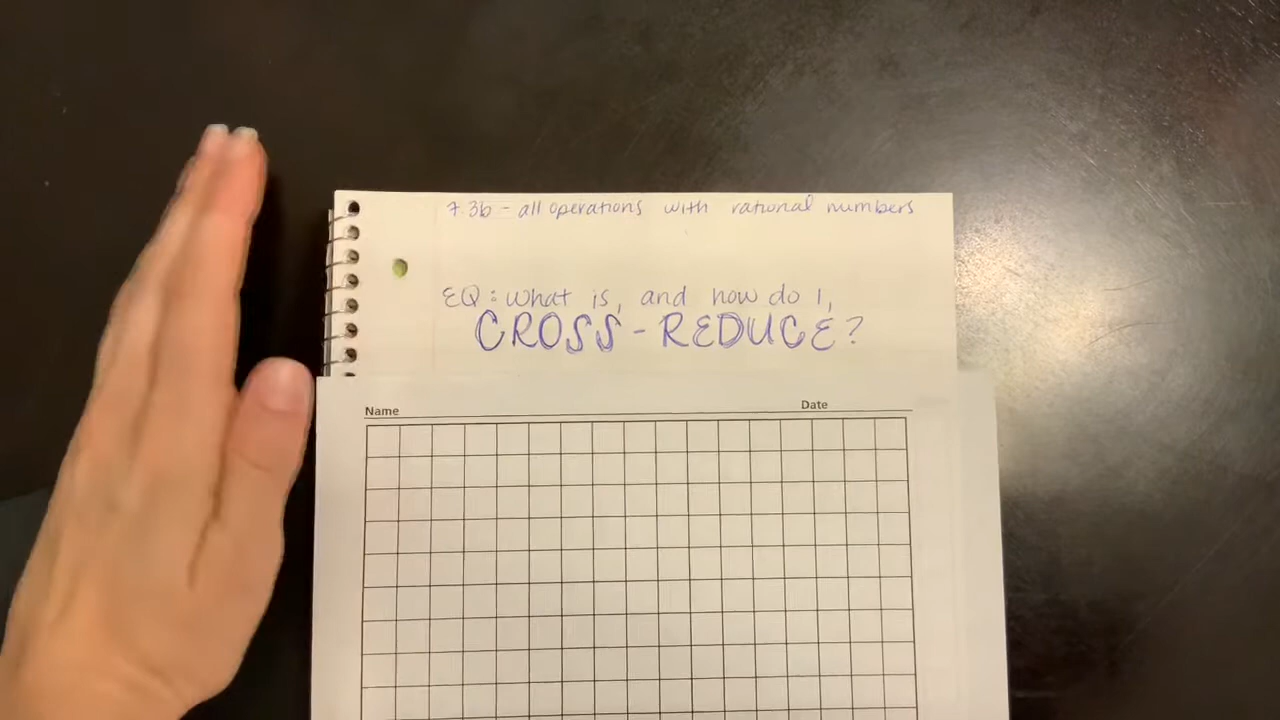 7.3b - all operations with rational numbers
EQ: what is, and how do I,
CROSS-REDUCE?
Name
Date